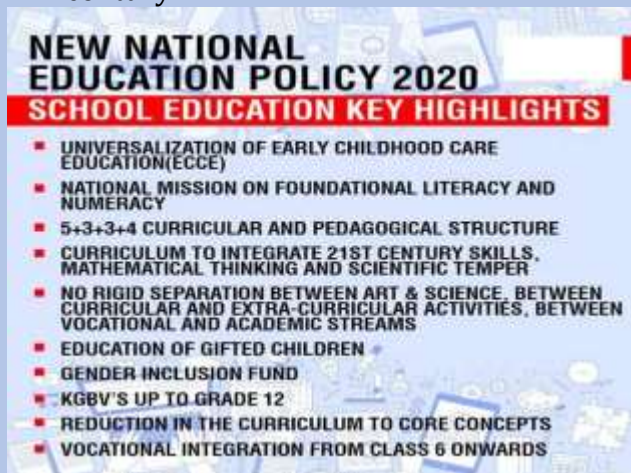 NEW NATIONAL
EDUCATION POLICY 2020
SCHOOL EDUCATION KEY HIGHLIGHTS
UNIVERSALIZATION OF EARLY CHILDHOOD CARE
EDUCATION(ECCE)
NATIONAL MISSION ON FOUNDATIONAL LITERACY AND
NUMERACY
5+3+3+4 CURRICULAR AND PEDAGOGICAL STRUCTURE
CURRICULUM TO INTEGRATE 21ST CENTURY SKILLS,
MATHEMATICAL THINKING AND SCIENTIFIC TEMPER
NO RIGID SEPARATION BETWEEN ART & SCIENCE, BETWEEN
CURRICULAR AND EXTRA-CURRICULAR ACTIVITIES, BETWEEN
VOCATIONAL AND ACADEMIC STREAMS
EDUCATION OF GIFTED CHILDREN
GENDER INCLUSION FUND
KGBV'S UP TO GRADE 12
REDUCTION IN THE CURRICULUM TO CORE CONCEPTS
VOCATIONAL INTEGRATION FROM CLASS 6 ONWARDS